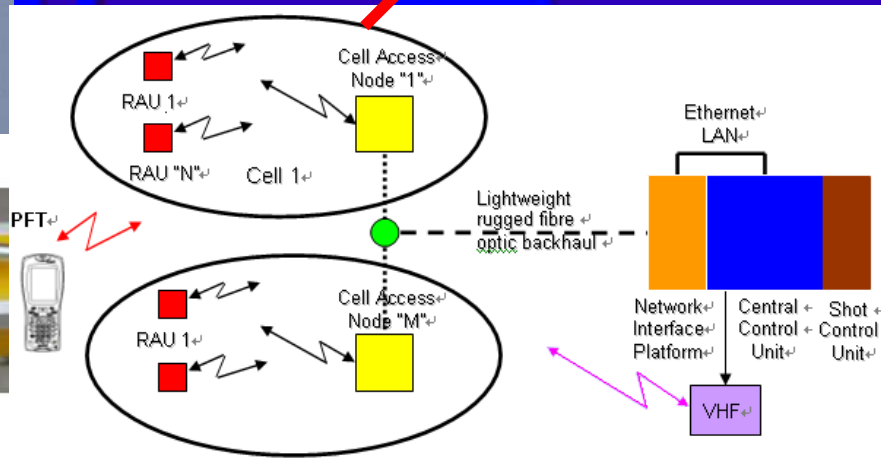 Cell Access
Node "1"
RAU 1
RAU "N"
Cell 1
Ethernet
LAN
PFT
Lightweight
rugged fibre
optic backhaul
Cell Access
Node "M"
RAU 1
Network
Interface
Platform
Central
Control
Unit
Shot
Control
Unit
VHF